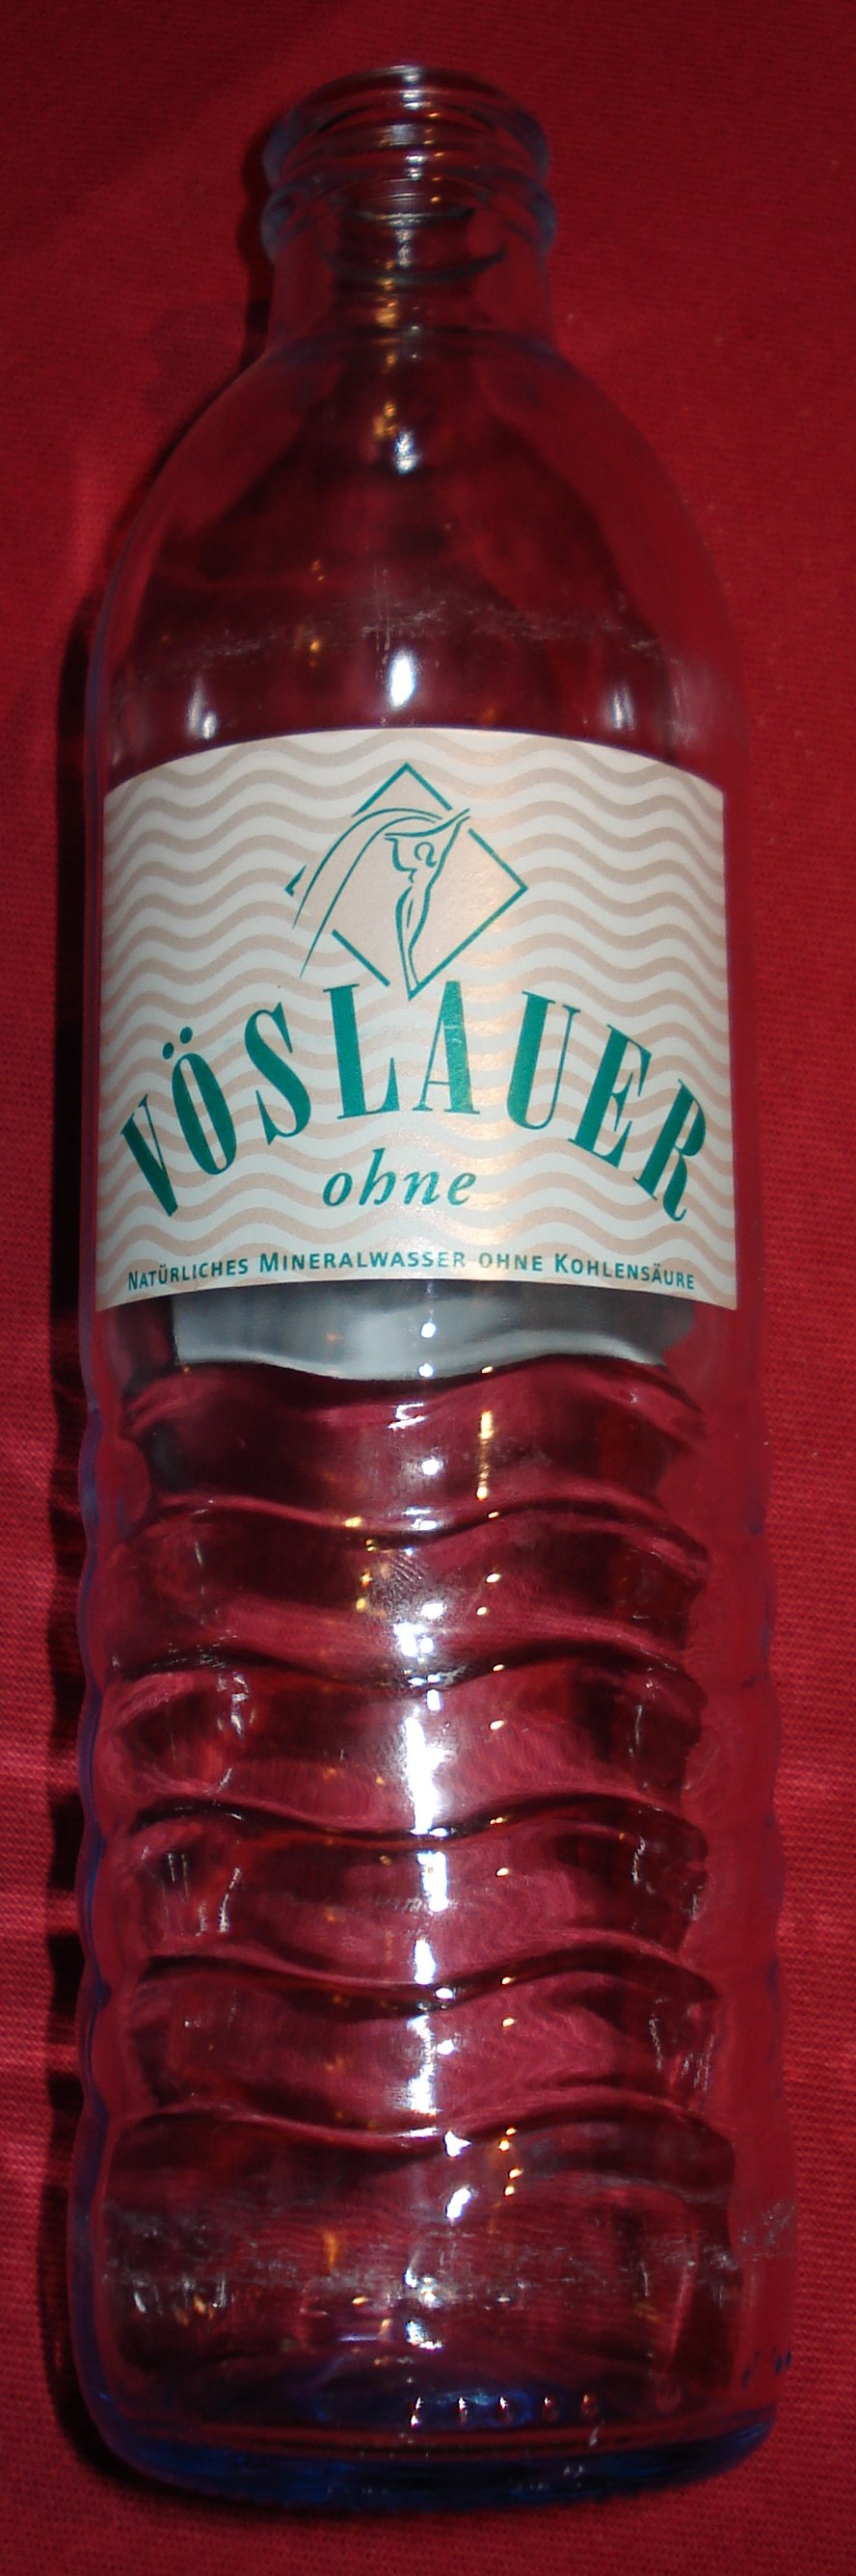 VÖSLAUER
ohne
NATÜRLICHES MINERALWASSER OHNE KOHLENSÄURE